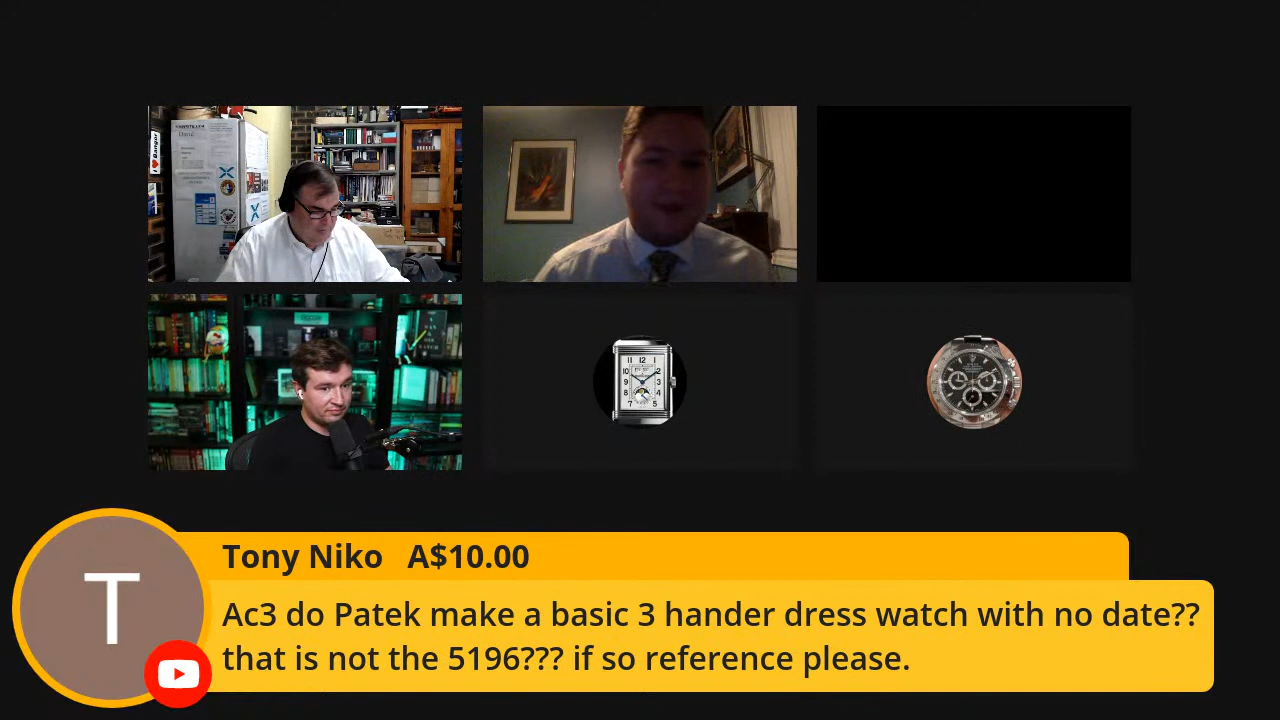 I ❤ Bangor
Tony Niko A$10.00
Ac3 do Patek make a basic 3 hander dress watch with no date??
that is not the 5196??? if so reference please.
T